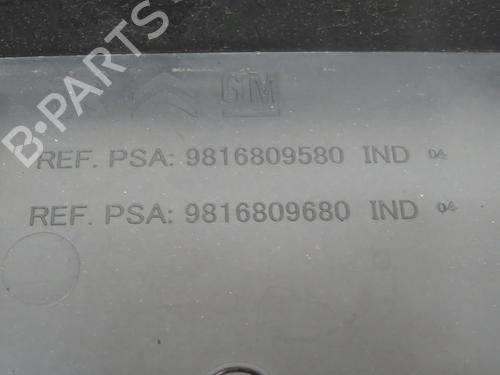 B-PARTS
GM
REF. PSA: 9816809580 IND 04
REF. PSA: 9816809680 IND 04